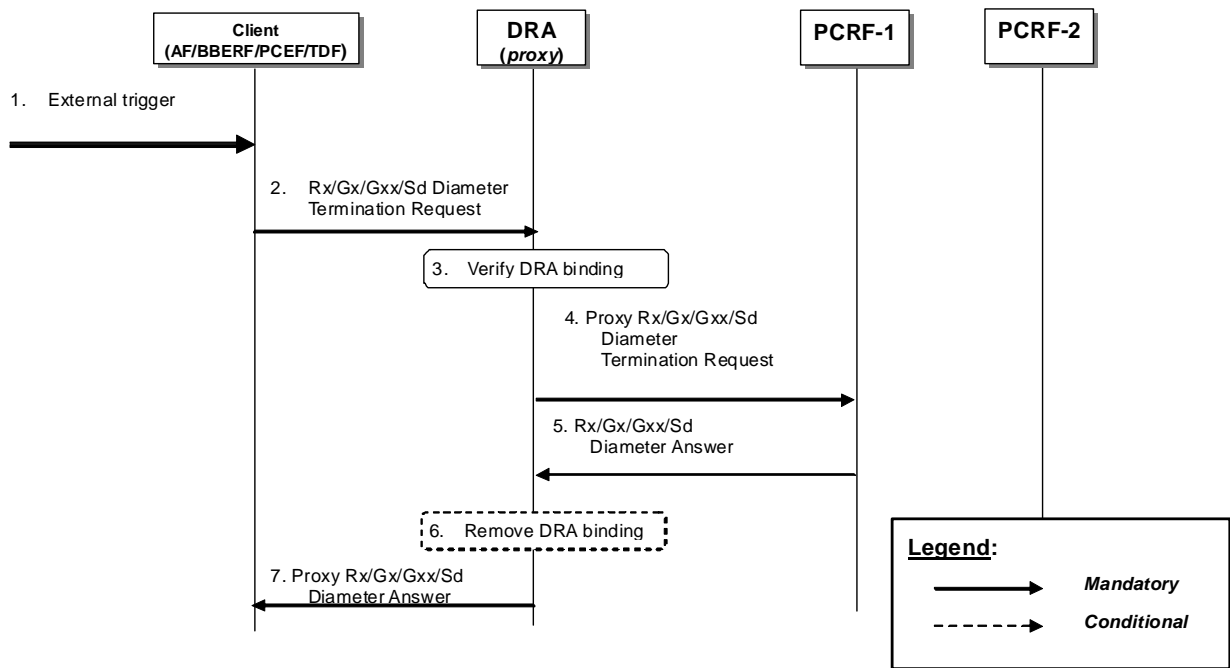 Client
(AF/BBERF/PCEF/TDF)
DRA
(proxy)
PCRF-1
PCRF-2
1. External trigger
2. Rx/Gx/Gxx/Sd Diameter
Termination Request
3. Verify DRA binding
4. Proxy Rx/Gx/Gxx/Sd
Diameter
Termination Request
5. Rx/Gx/Gxx/Sd
Diameter Answer
6. Remove DRA binding
7. Proxy Rx/Gx/Gxx/Sd
Diameter Answer
Legend:
Mandatory
Conditional